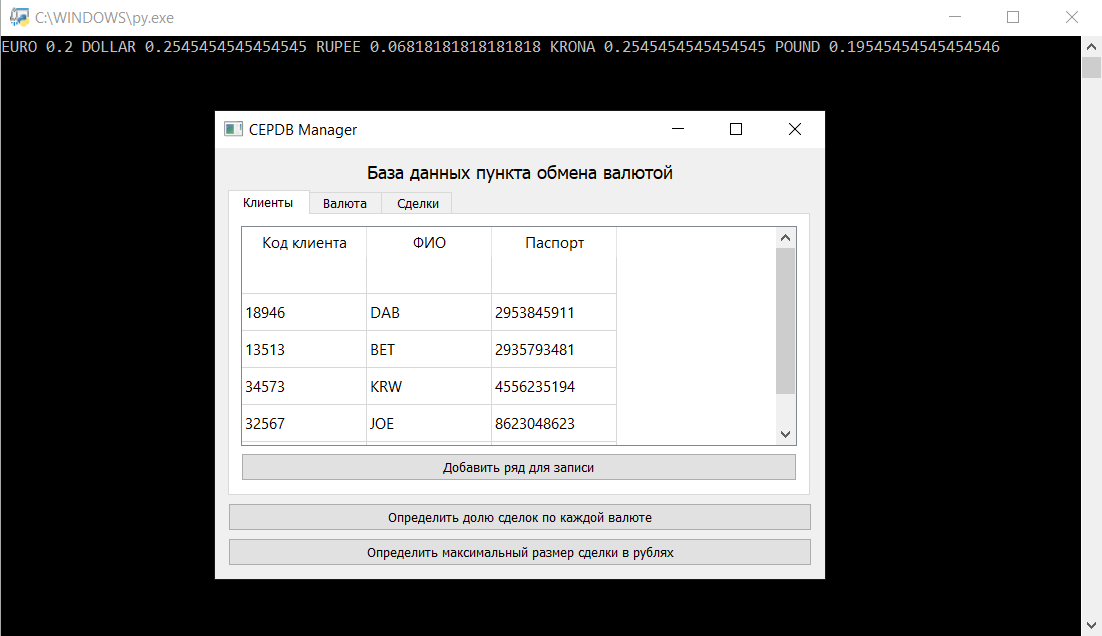 C:\WINDOWS\py.exe
EURO 0.2 DOLLAR 0.2545454545454545 RUPEE 0.06818181818181818 KRONA 0.2545454545454545 POUND 0.19545454545454546
CEPDB Manager
База данных пункта обмена валютой
Клиенты Валюта Сделки
Код клиента ФИО Паспорт
18946 DAB 2953845911
13513 BET 2935793481
34573 KRW 4556235194
32567 JOE 8623048623
Добавить ряд для записи
Определить долю сделок по каждой валюте
Определить максимальный размер сделки в рублях